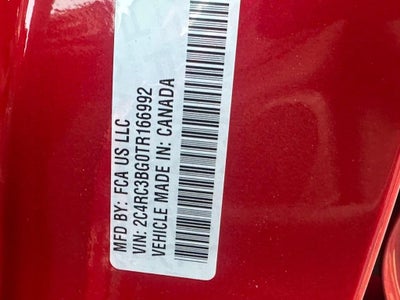 MFD BY: FCA US LLC
VIN: 2C4RC3BG0TR166992
VEHICLE MADE IN: CANADA